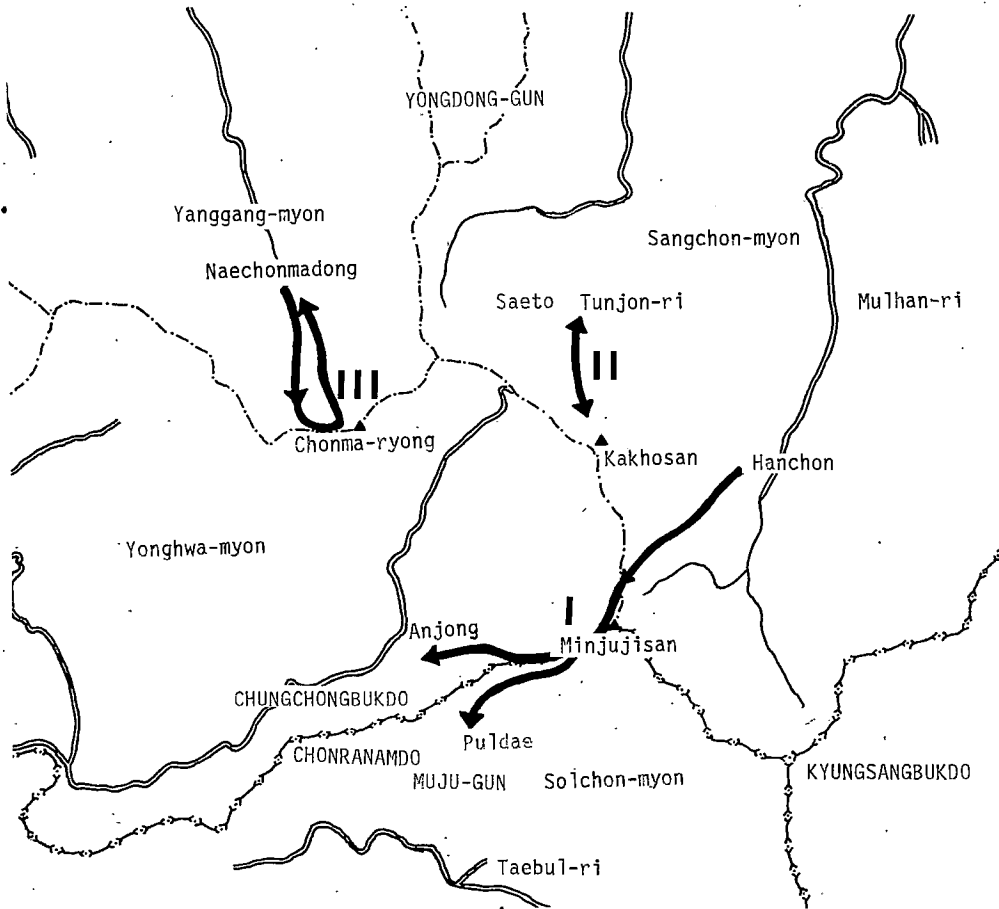 YONGDONG-GUN
Yanggang-myon
Sangchon-myon
Naechonmadong
Saeto Tunjon-ri
Mulhan-ri
II
III
Chonma-ryong
Kakhosan
Hanchon
Yonghwa-myon
I
Anjong
Minjujisan
CHUNGCHONGBUKDO
Puldae
CHONRANAMDO
KYUNGSANGBUKDO
MUJU-GUN
Solchon-myon
Taebul-ri